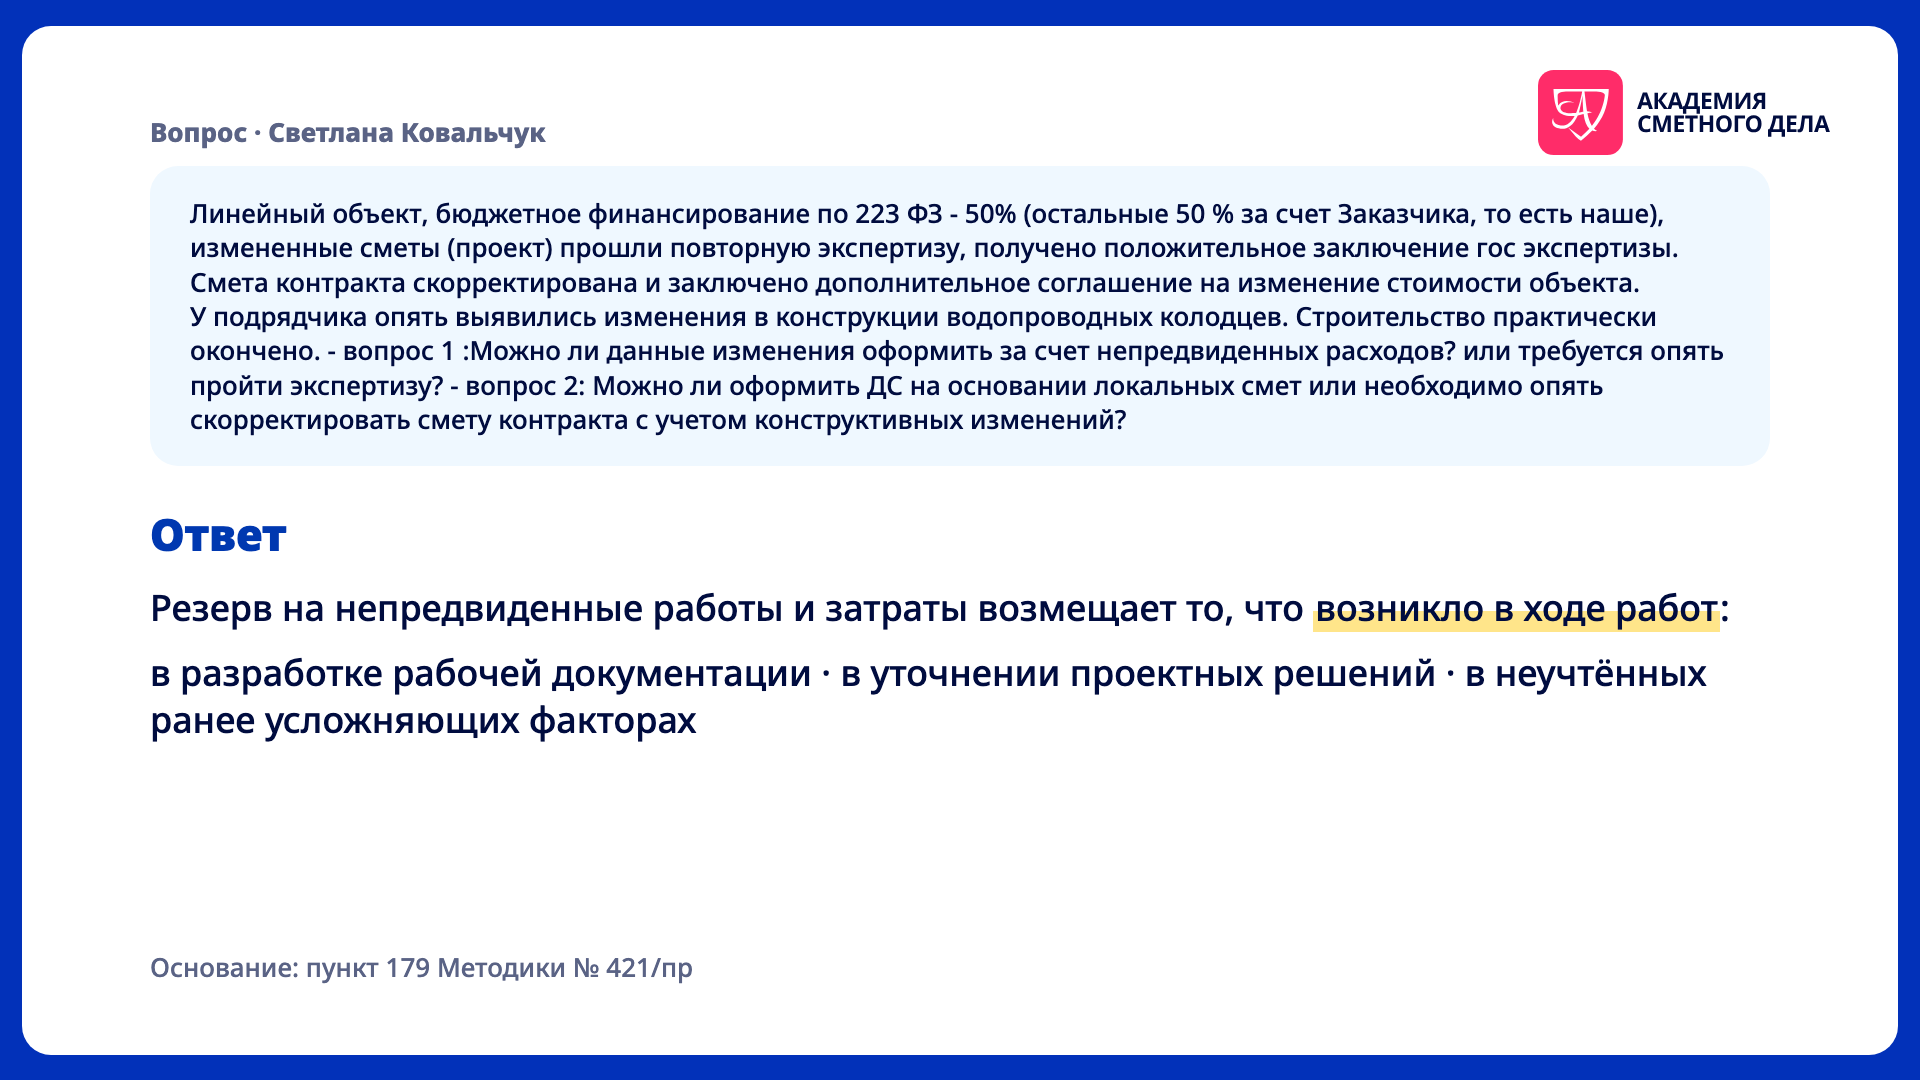 АКАДЕМИЯ
СМЕТНОГО ДЕЛА
Вопрос · Светлана Ковальчук
Линейный объект, бюджетное финансирование по 223 ФЗ - 50% (остальные 50 % за счет Заказчика, то есть наше),
измененные сметы (проект) прошли повторную экспертизу, получено положительное заключение гос экспертизы.
Смета контракта скорректирована и заключено дополнительное соглашение на изменение стоимости объекта.
У подрядчика опять выявились изменения в конструкции водопроводных колодцев. Строительство практически
окончено. - вопрос 1 :Можно ли данные изменения оформить за счет непредвиденных расходов? или требуется опять
пройти экспертизу? - вопрос 2: Можно ли оформить ДС на основании локальных смет или необходимо опять
скорректировать смету контракта с учетом конструктивных изменений?
Ответ
Резерв на непредвиденные работы и затраты возмещает то, что возникло в ходе работ:
в разработке рабочей документации · в уточнении проектных решений · в неучтённых
ранее усложняющих факторах
Основание: пункт 179 Методики № 421/пр